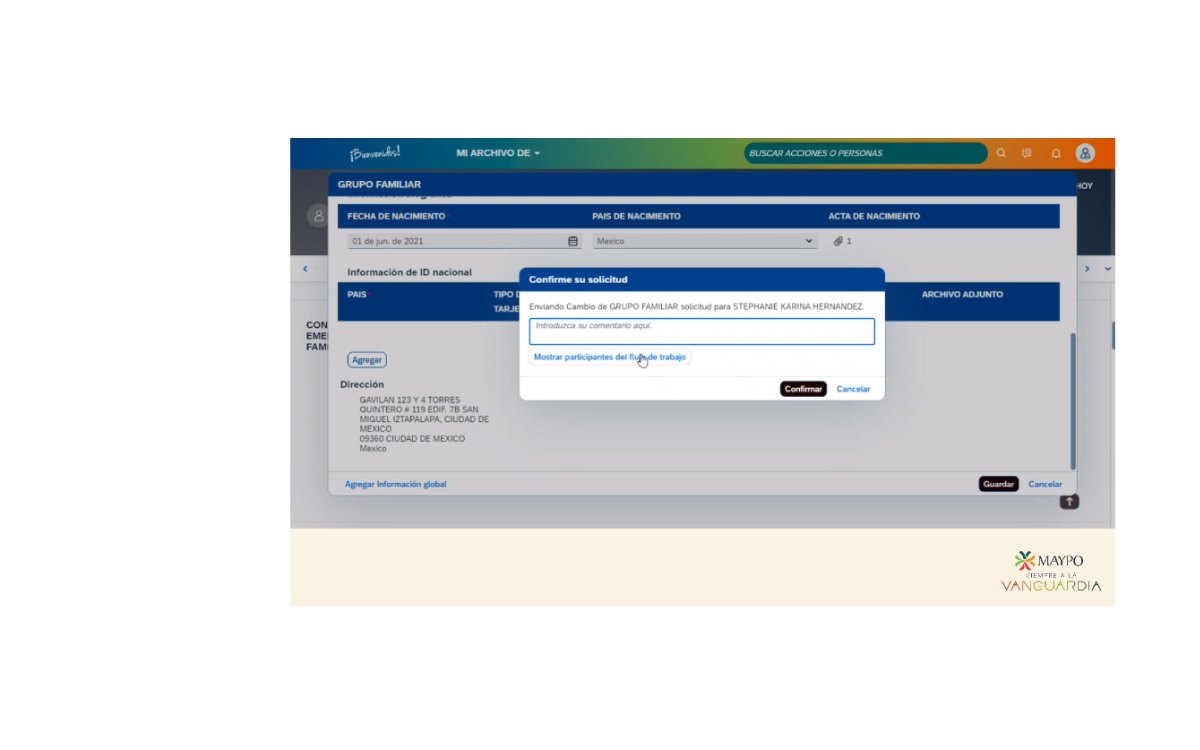 ¡Bienvenidos!
MI ARCHIVO DE
BUSCAR ACCIONES O PERSONAS
GRUPO FAMILIAR
HOY
FECHA DE NACIMIENTO
PAIS DE NACIMIENTO
ACTA DE NACIMIENTO
01 de jun. de 2021
Mexico
1
Información de ID nacional
Confirme su solicitud
PAIS
TIPO D
ARCHIVO ADJUNTO
TARJE
Enviando Cambio de GRUPO FAMILIAR solicitud para STEPHANIE KARINA HERNANDEZ.
Introduzca su comentario aquí.
CON
EME
FAMI
Mostrar participantes del flujo de trabajo
Agregar
Confirmar
Cancelar
Dirección
GAVILAN 123 Y 4 TORRES
QUINTERO # 119 EDIF. 7B SAN
MIGUEL IZTAPALAPA, CIUDAD DE
MEXICO
09360 CIUDAD DE MEXICO
Mexico
Agregar Información global
Guardar
Cancelar
MAYPO
SIEMPRE A LA
VANGUARDIA